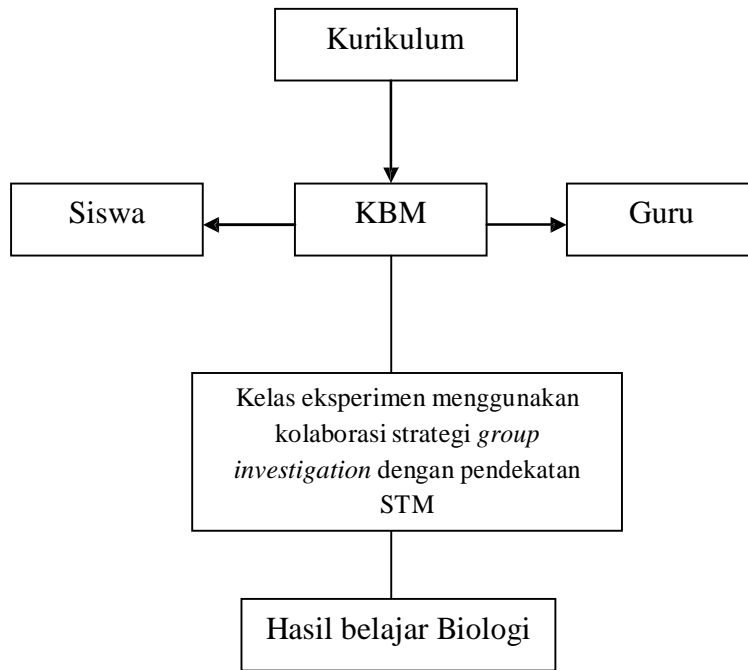 Kurikulum
Siswa
KBM
Guru
Kelas eksperimen menggunakan
kolaborasi strategi group
investigation dengan pendekatan
STM
Hasil belajar Biologi